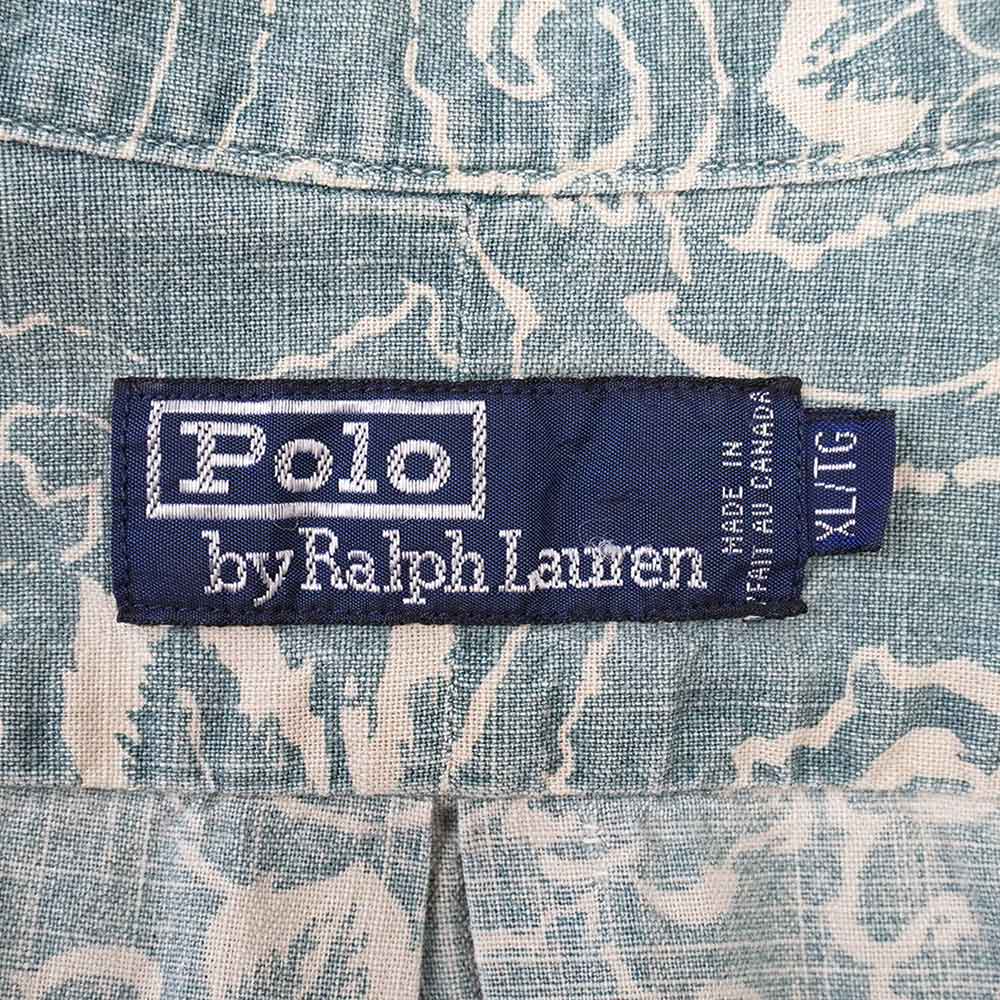 Polo
by Ralph Lauren
MADE IN
FAIT AU CANADA
XL/TG